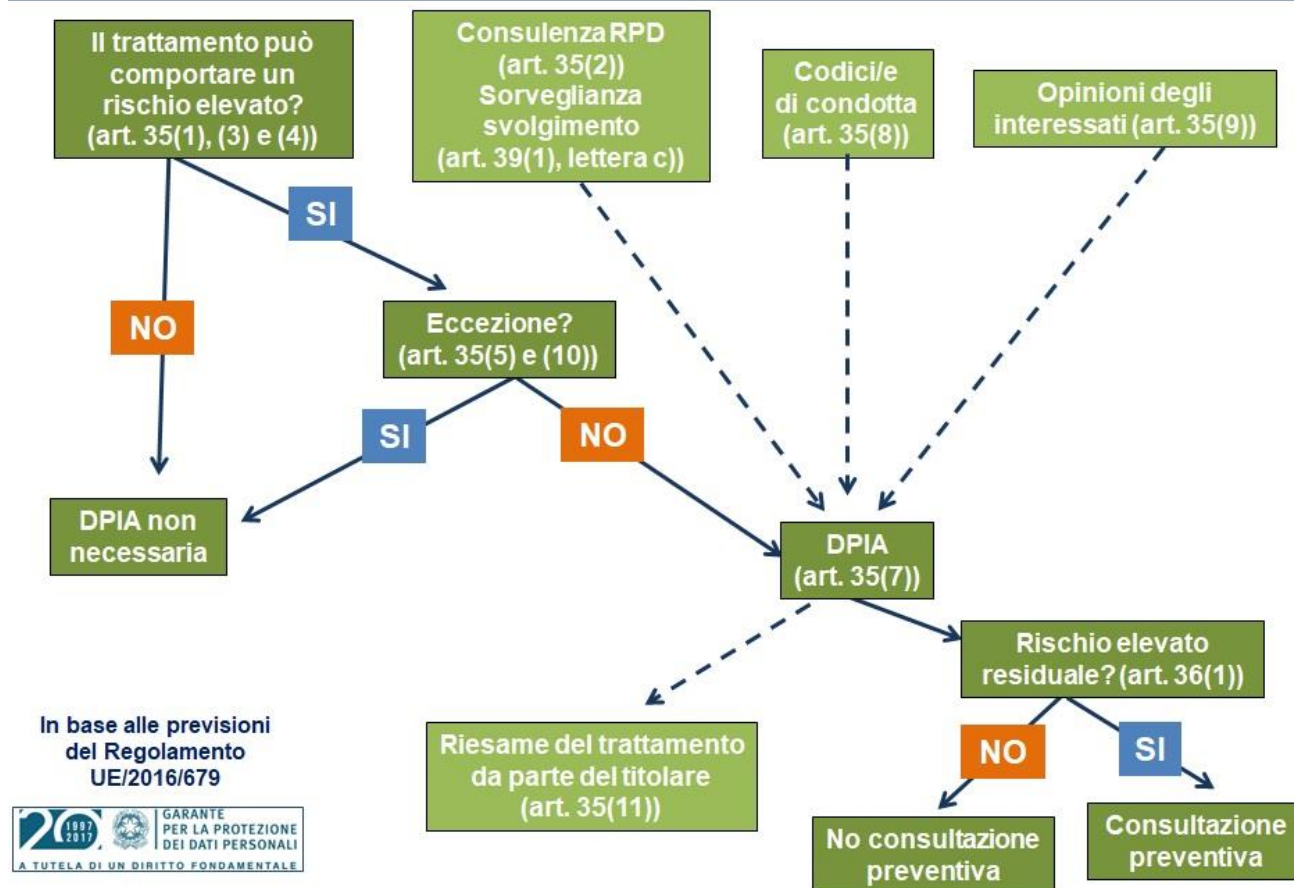 Il trattamento può
comportare un
rischio elevato?
(art. 35(1), (3) e (4))
Consulenza RPD
(art. 35(2))
Sorveglianza
svolgimento
(art. 39(1), lettera c))
Codici/e
di condotta
(art. 35(8))
Opinioni degli
interessati (art. 35(9))
SI
NO
Eccezione?
(art. 35(5) e (10))
SI
NO
DPIA non
necessaria
DPIA
(art. 35(7))
Rischio elevato
residuale? (art. 36(1))
In base alle previsioni
del Regolamento
UE/2016/679
Riesame del trattamento
da parte del titolare
(art. 35(11))
NO
SI
No consultazione
preventiva
Consultazione
preventiva
20
1997
2017
GARANTE
PER LA PROTEZIONE
DEI DATI PERSONALI
A TUTELA DI UN DIRITTO FONDAMENTALE